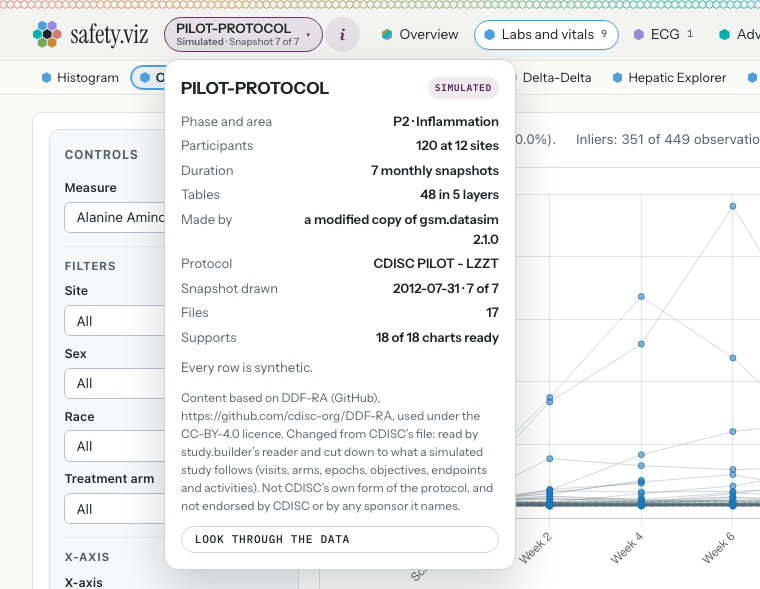 safety.viz
PILOT-PROTOCOL
Simulated · Snapshot 7 of 7
i
Overview
Labs and vitals 9
ECG 1
Histogram
Delta-Delta
Hepatic Explorer
PILOT-PROTOCOL
SIMULATED
Phase and area P2 · Inflammation
Participants 120 at 12 sites
Duration 7 monthly snapshots
Tables 48 in 5 layers
Made by a modified copy of gsm.datasim
2.1.0
Protocol CDISC PILOT - LZZT
Snapshot drawn 2012-07-31 · 7 of 7
Files 17
Supports 18 of 18 charts ready
Every row is synthetic.
Content based on DDF-RA (GitHub),
https://github.com/cdisc-org/DDF-RA, used under the
CC-BY-4.0 licence. Changed from CDISC's file: read by
study.builder's reader and cut down to what a simulated
study follows (visits, arms, epochs, objectives, endpoints
and activities). Not CDISC's own form of the protocol, and
not endorsed by CDISC or by any sponsor it names.
LOOK THROUGH THE DATA
CONTROLS
Measure
Alanine
FILTERS
Site
All
Sex
All
Race
All
Treatment arm
All
X-AXIS
X-axis
0.0%). Inliers: 351 of 449
Week 2
Week 4
Week 6